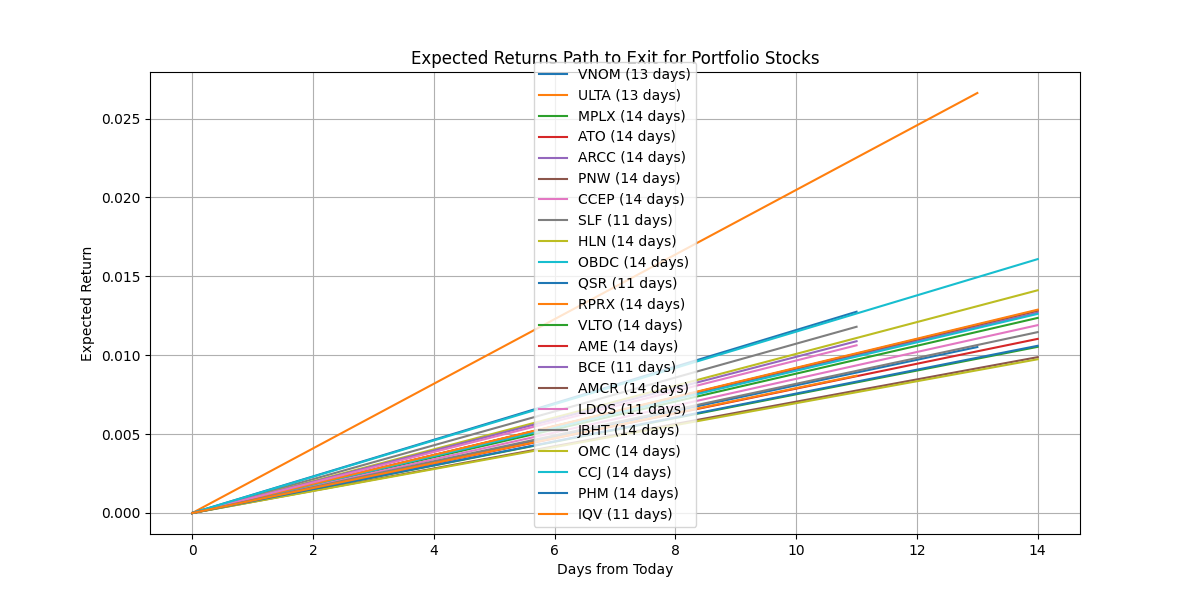 Expected Returns Path to Exit for Portfolio Stocks
VNOM (13 days)
ULTA (13 days)
MPLX (14 days)
ATO (14 days)
ARCC (14 days)
PNW (14 days)
CCEP (14 days)
SLF (11 days)
HLN (14 days)
OBDC (14 days)
QSR (11 days)
RPRX (14 days)
VLTO (14 days)
AME (14 days)
BCE (11 days)
AMCR (14 days)
LDOS (11 days)
JBHT (14 days)
OMC (14 days)
CCJ (14 days)
PHM (14 days)
IQV (11 days)
0.025
0.020
0.015
0.010
0.005
0.000
Expected Return
0 2 4 6 8 10 12 14
Days from Today